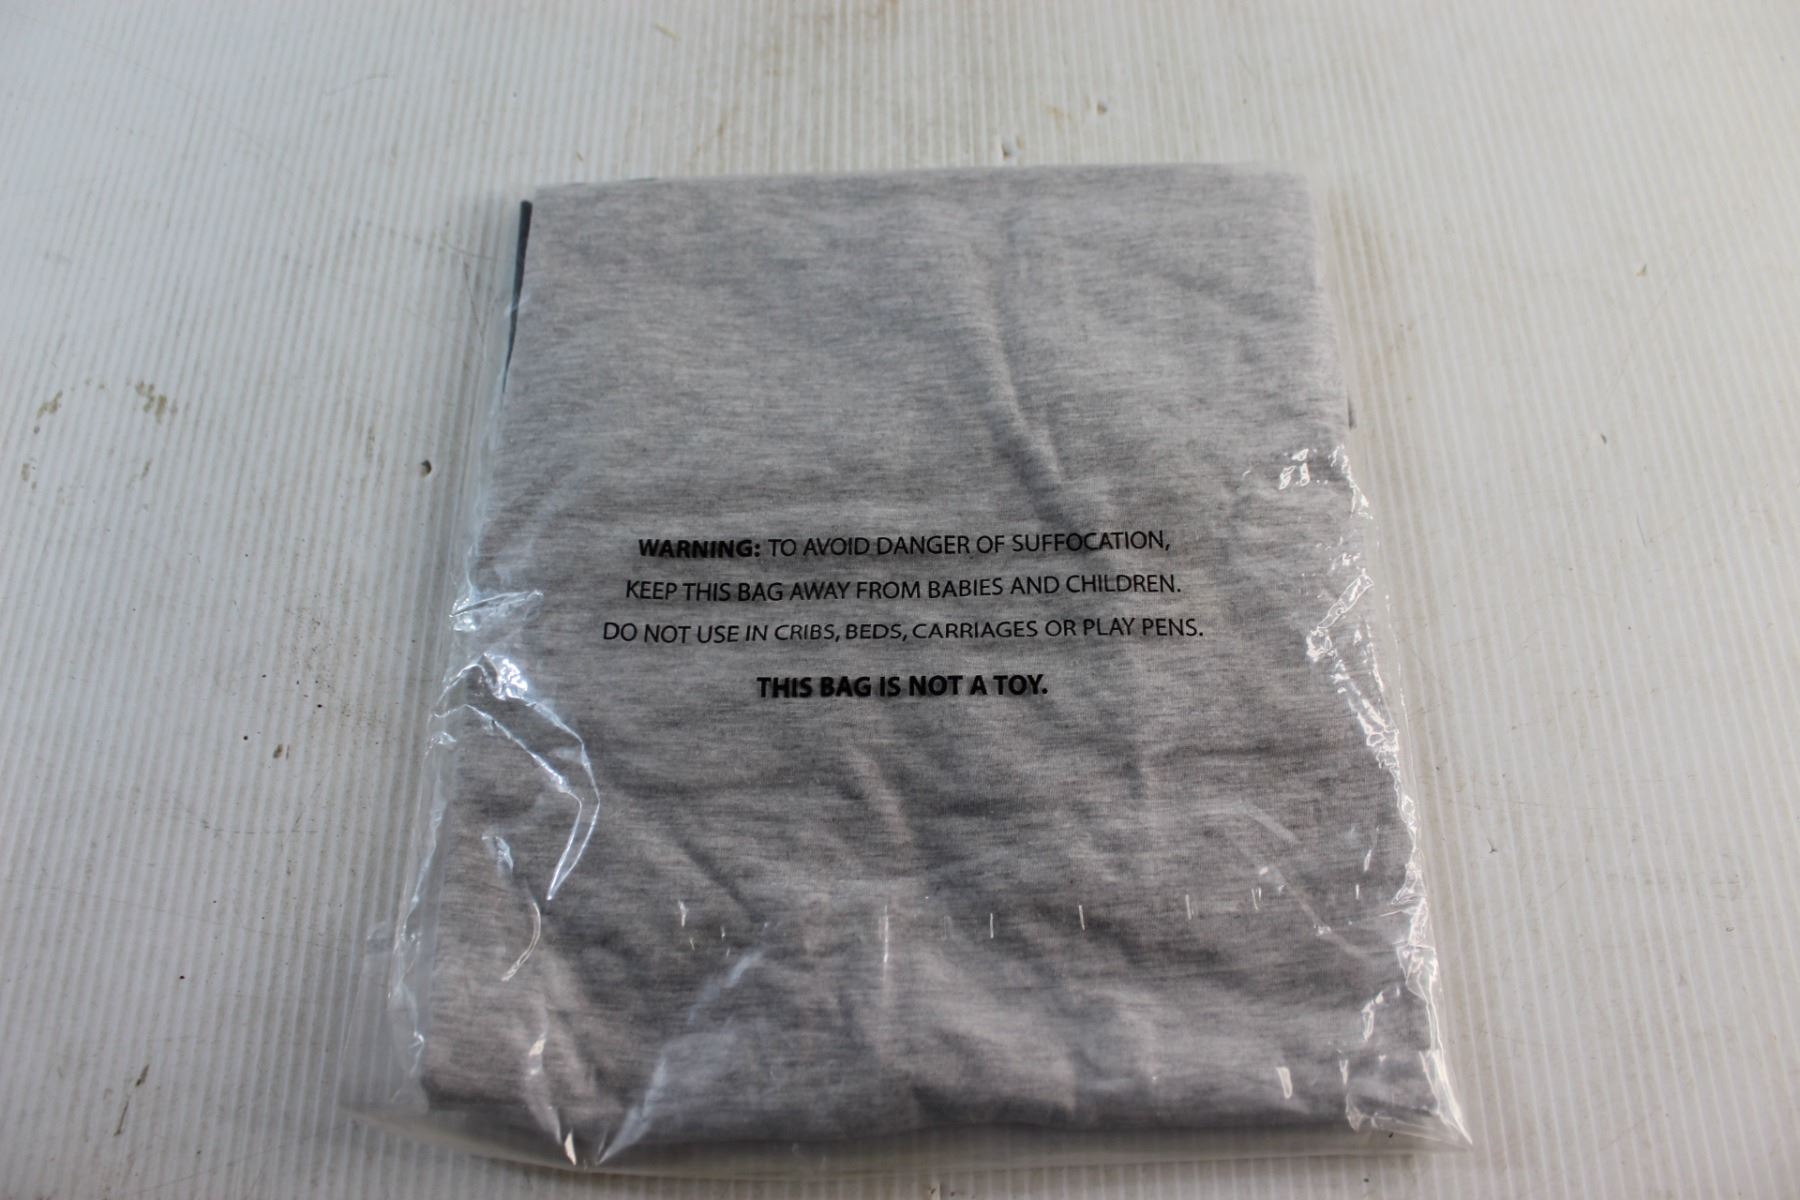 WARNING: TO AVOID DANGER OF SUFFOCATION,
KEEP THIS BAG AWAY FROM BABIES AND CHILDREN.
DO NOT USE IN CRIBS, BEDS, CARRIAGES OR PLAY PENS.
THIS BAG IS NOT A TOY.